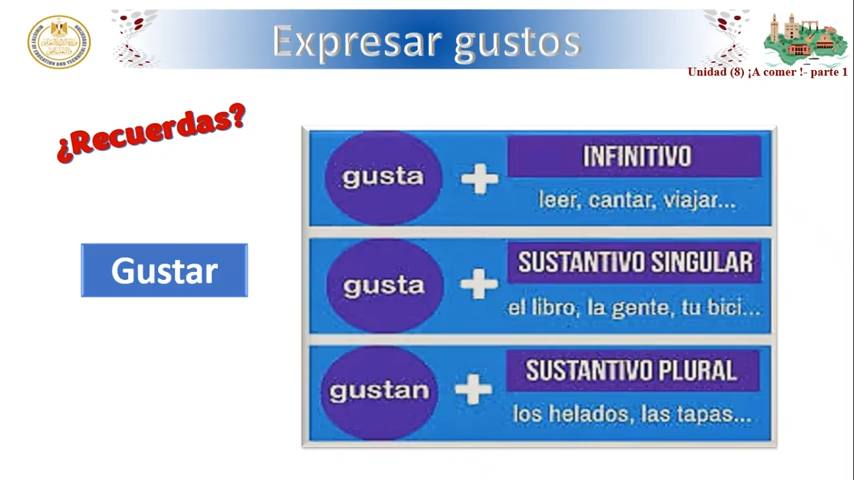 Expresar gustos
Unidad (8) ¡A comer !- parte 1
¿Recuerdas?
Gustar
gusta + INFINITIVO
leer, cantar, viajar...
gusta + SUSTANTIVO SINGULAR
el libro, la gente, tu bici...
gustan + SUSTANTIVO PLURAL
los helados, las tapas...